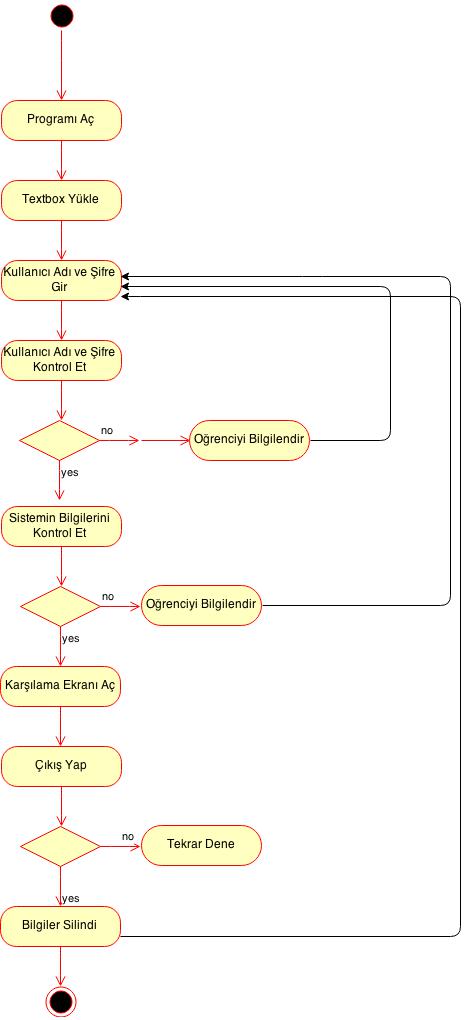 Programı Aç
Textbox Yükle
Kullanıcı Adı ve Şifre
Gir
Kullanıcı Adı ve Şifre
Kontrol Et
no
Oğrenciyi Bilgilendir
yes
Sistemin Bilgilerini
Kontrol Et
no
Oğrenciyi Bilgilendir
yes
Karşılama Ekranı Aç
Çıkış Yap
no
Tekrar Dene
yes
Bilgiler Silindi